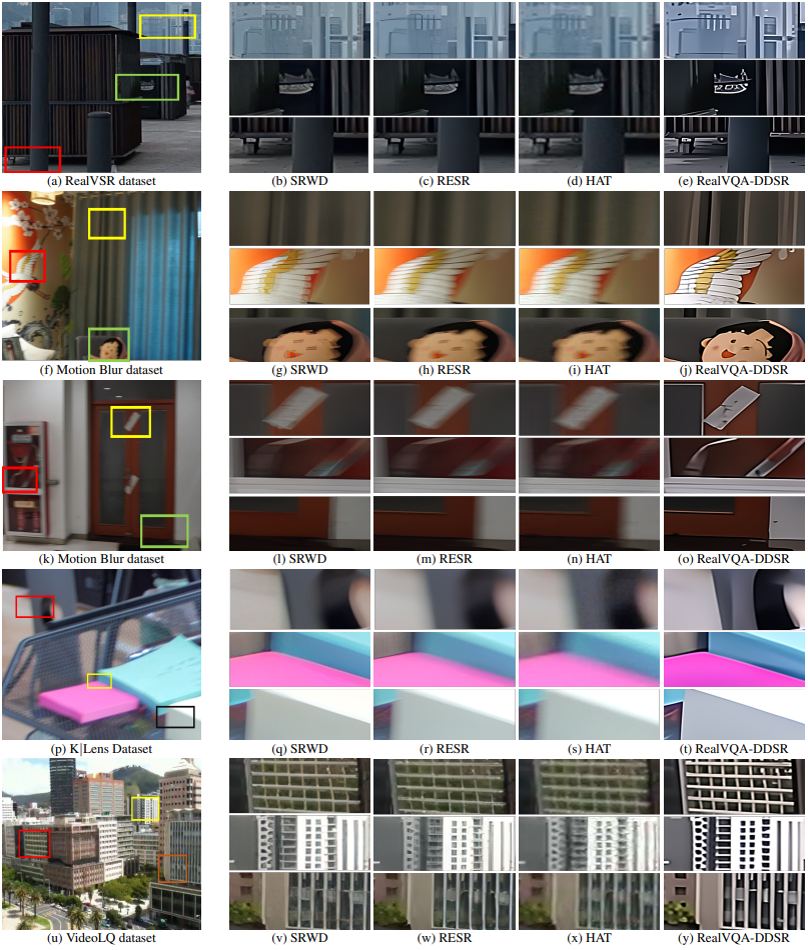 (a) RealVSR dataset
(b) SRWD
(c) RESR
(d) HAT
(e) RealVQA-DDSR
(f) Motion Blur dataset
(g) SRWD
(h) RESR
(i) HAT
(j) RealVQA-DDSR
(k) Motion Blur dataset
(l) SRWD
(m) RESR
(n) HAT
(o) RealVQA-DDSR
(p) K|Lens Dataset
(q) SRWD
(r) RESR
(s) HAT
(t) RealVQA-DDSR
(u) VideoLQ dataset
(v) SRWD
(w) RESR
(x) HAT
(y) RealVQA-DDSR